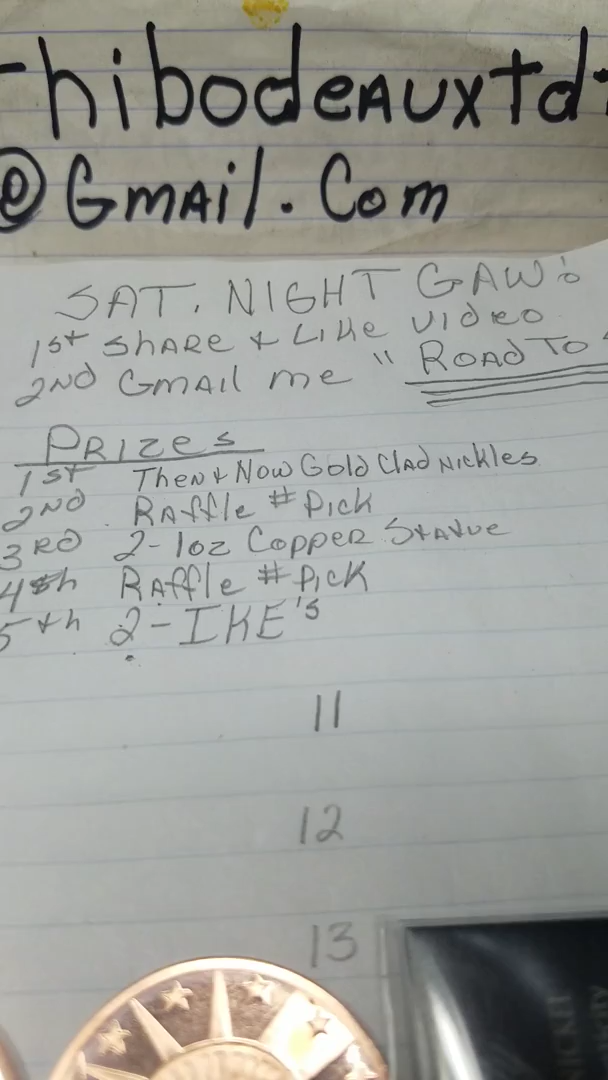 hibodeauxtd
@Gmail.Com
SAT. NIGHT GAW:
1st SHARE & LIKE VIDEO
2ND GMAIL me " ROAD TO
PRIZES
1ST Then & Now Gold Clad Nickles
2ND Raffle # Pick
3RD 2-1oz Copper Statue
4th Raffle # Pick
5th 2-IKE's
11
12
13
NICKEL